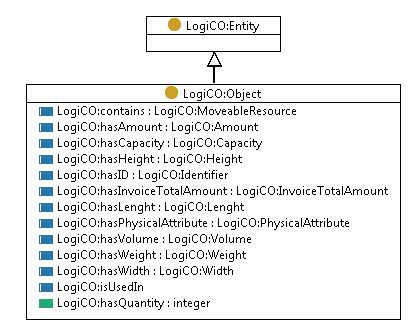 LogiCO:Entity
LogiCO:Object
LogiCO:contains : LogiCO:MoveableResource
LogiCO:hasAmount : LogiCO:Amount
LogiCO:hasCapacity : LogiCO:Capacity
LogiCO:hasHeight : LogiCO:Height
LogiCO:hasID : LogiCO:Identifier
LogiCO:hasInvoiceTotalAmount : LogiCO:InvoiceTotalAmount
LogiCO:hasLenght : LogiCO:Lenght
LogiCO:hasPhysicalAttribute : LogiCO:PhysicalAttribute
LogiCO:hasVolume : LogiCO:Volume
LogiCO:hasWeight : LogiCO:Weight
LogiCO:hasWidth : LogiCO:Width
LogiCO:isUsedIn
LogiCO:hasQuantity : integer